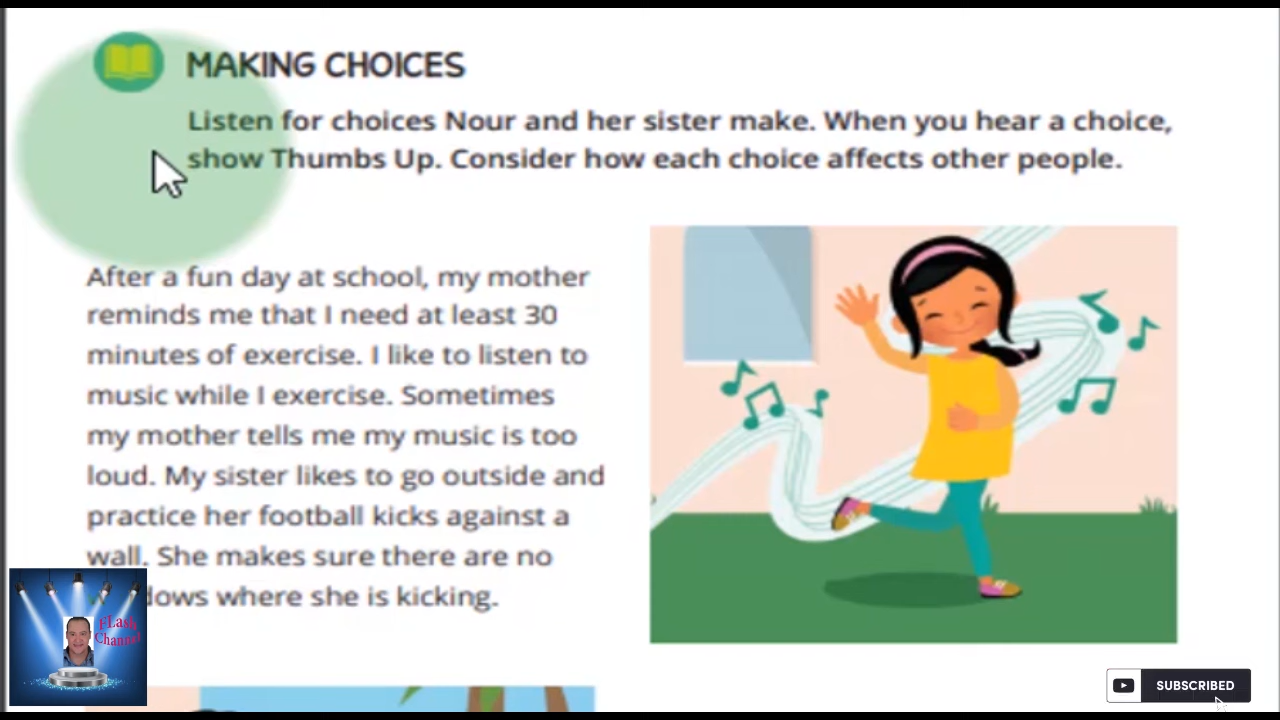 MAKING CHOICES
Listen for choices Nour and her sister make. When you hear a choice,
show Thumbs Up. Consider how each choice affects other people.
After a fun day at school, my mother
reminds me that I need at least 30
minutes of exercise. I like to listen to
music while I exercise. Sometimes
my mother tells me my music is too
loud. My sister likes to go outside and
practice her football kicks against a
wall. She makes sure there are no
dows where she is kicking.
FLask
Channel
SUBSCRIBED